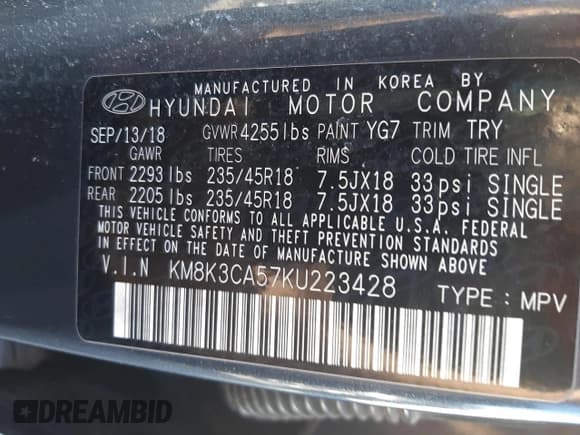 MANUFACTURED IN KOREA BY
HYUNDAI MOTOR COMPANY
SEP/13/18 GVWR 4255lbs PAINT YG7 TRIM TRY
GAWR TIRES RIMS COLD TIRE INFL
FRONT 2293 lbs 235/45R18 7.5JX18 33psi SINGLE
REAR 2205 lbs 235/45R18 7.5JX18 33psi SINGLE
THIS VEHICLE CONFORMS TO ALL APPLICABLE U.S.A. FEDERAL
MOTOR VEHICLE SAFETY AND THEFT PREVENTION STANDARDS
IN EFFECT ON THE DATE OF MANUFACTURE SHOWN ABOVE.
V.I.N KM8K3CA57KU223428 TYPE : MPV
DREAMBID